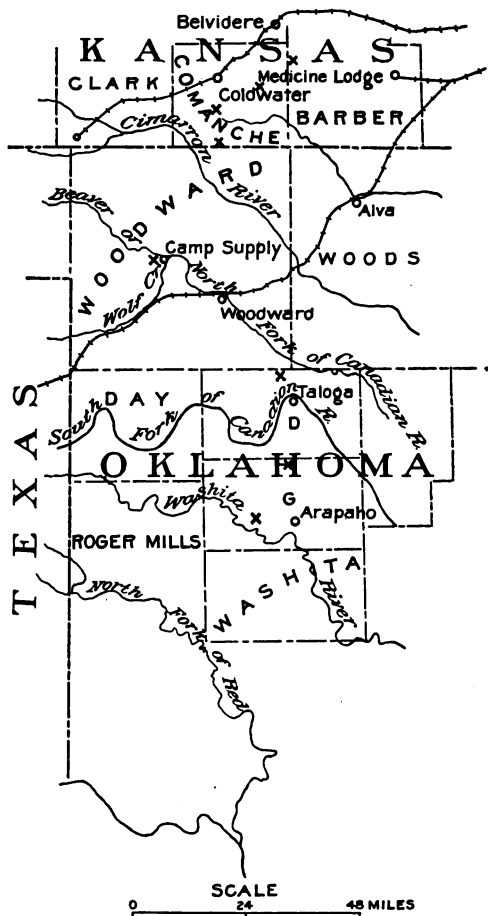 Belvidere
KANSAS
CLARK
COMANCHE
Medicine Lodge
Coldwater
BARBER
Cimarron River
WOODWARD
Beaver or North Fork of Canadian R.
Alva
Camp Supply
WOODS
Wolf C.
Woodward
TEXAS
DAY
Taloga
South Fork of Canadian R.
D
OKLAHOMA
Washita River
G
Arapaho
ROGER MILLS
WASHITA
North Fork of Red
SCALE
0 24 48 MILES